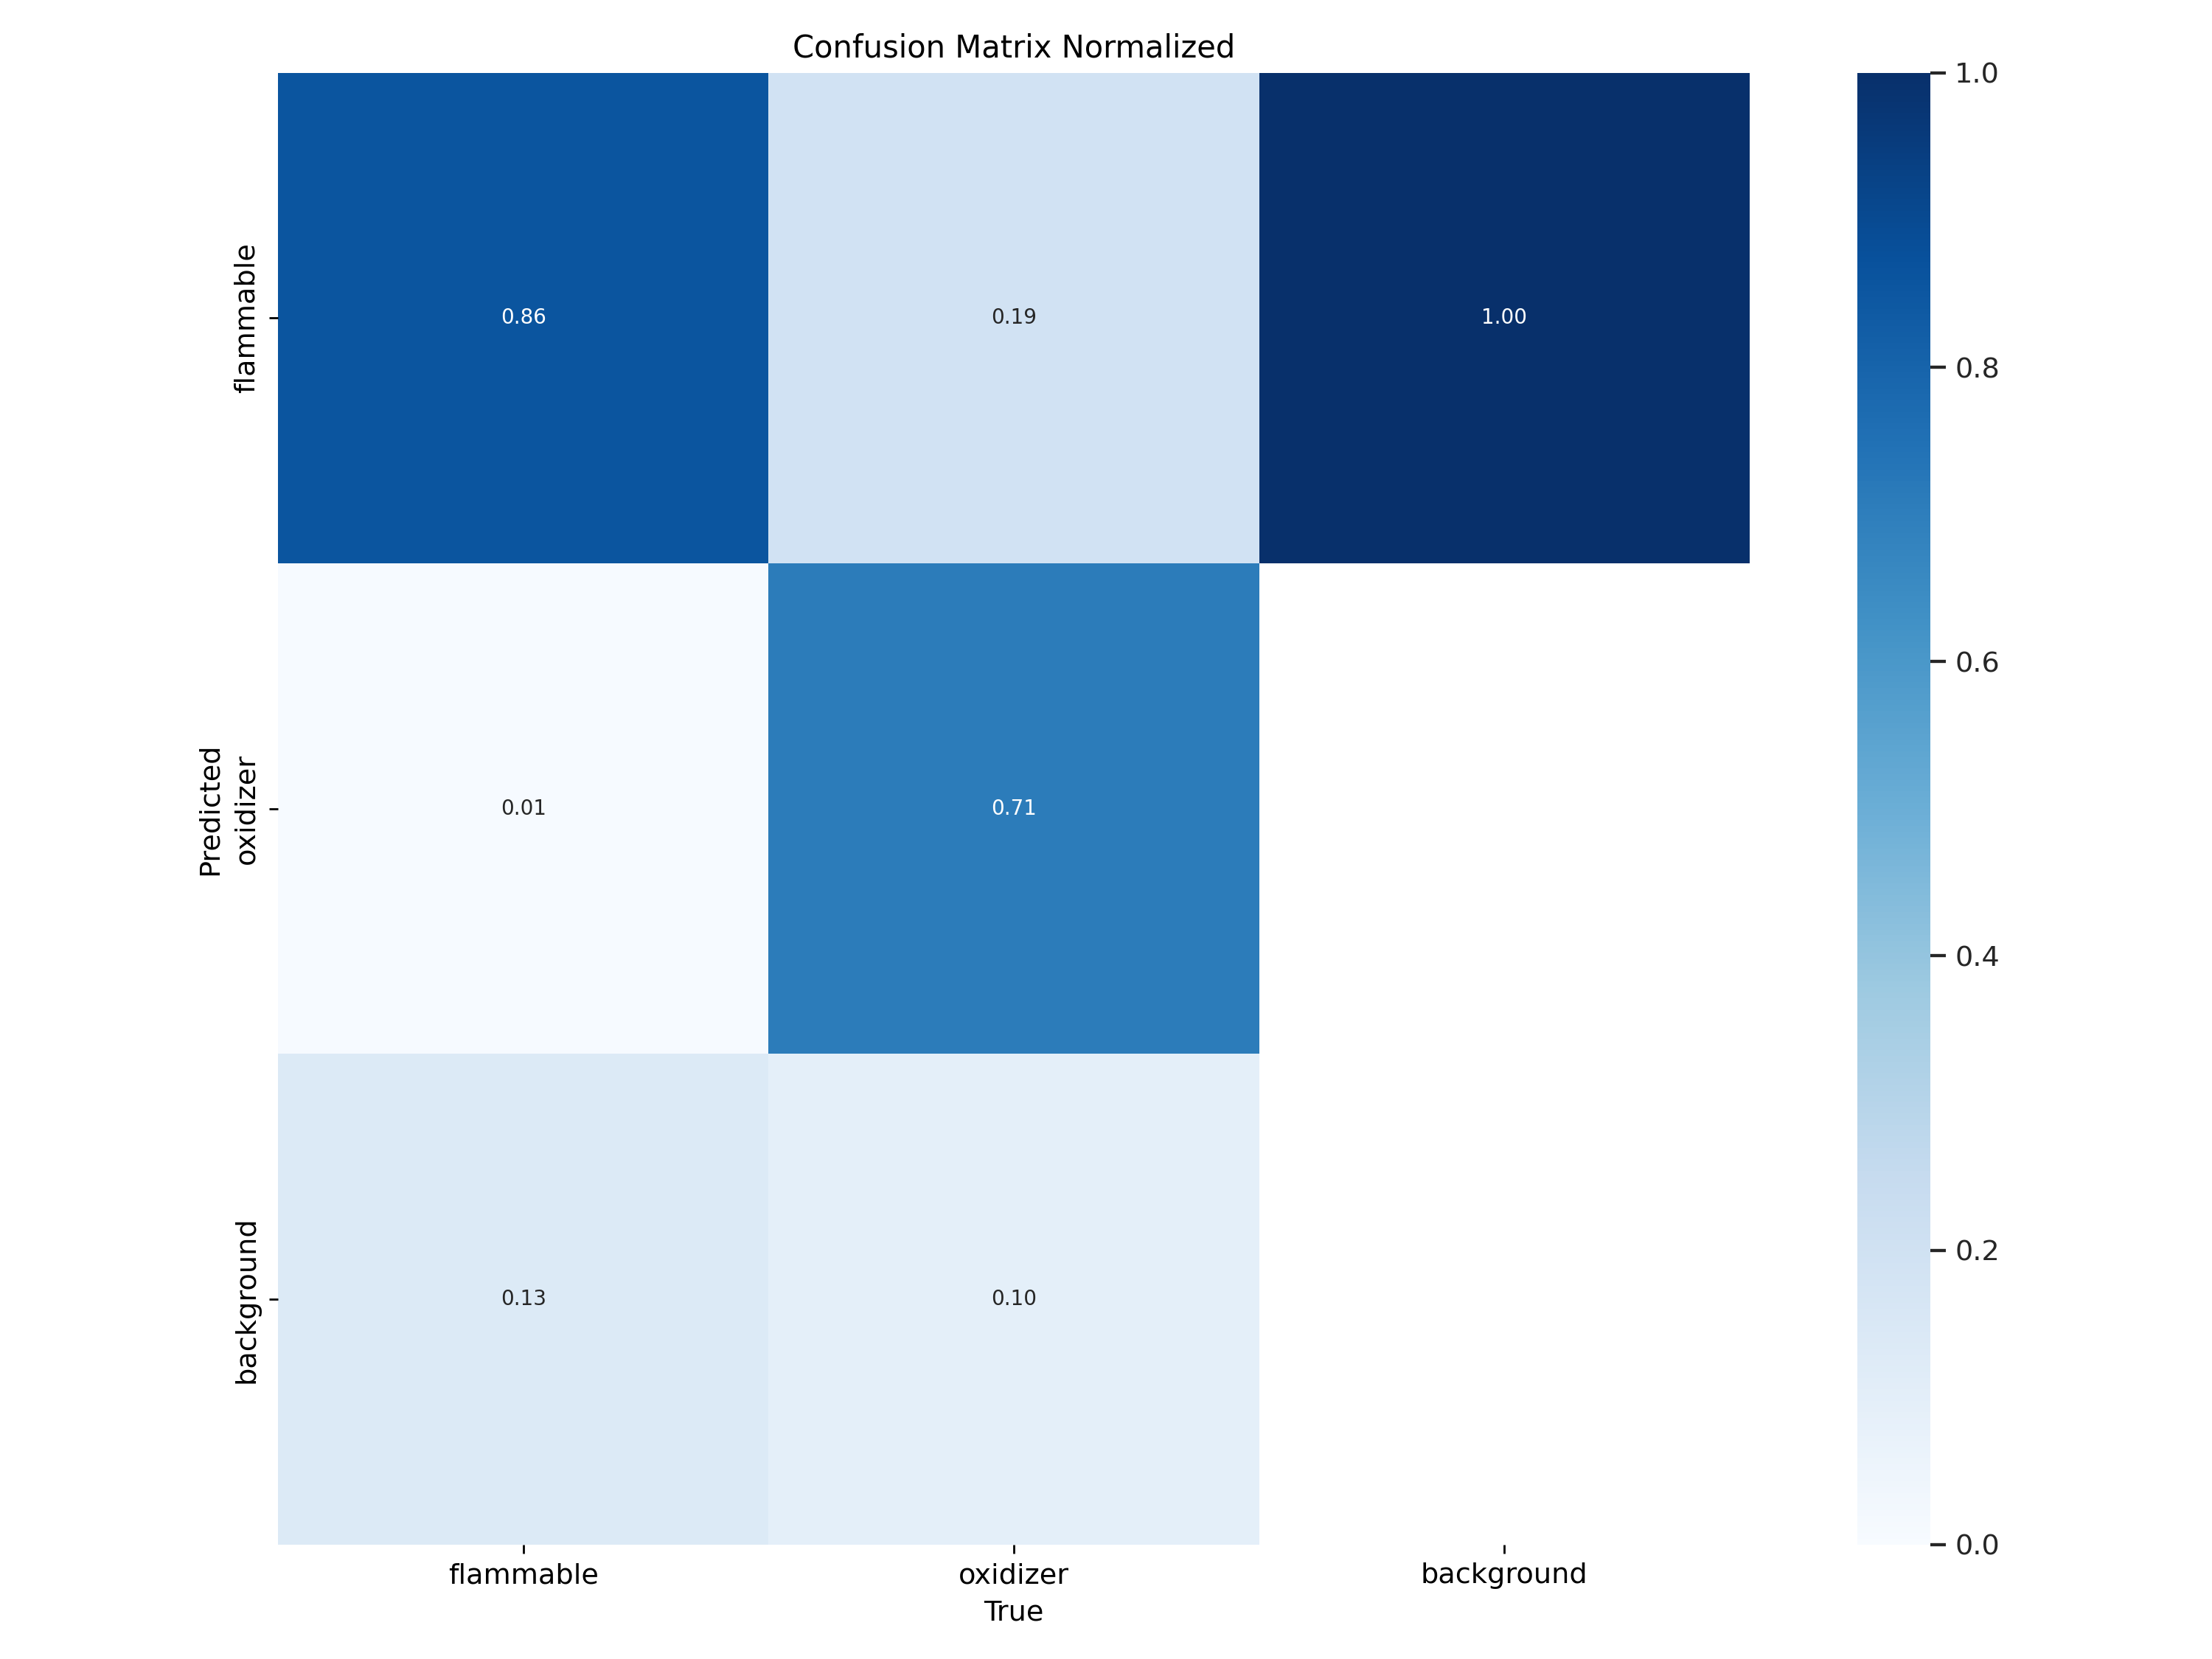 Confusion Matrix Normalized
flammable
0.86
0.19
1.00
Predicted
oxidizer
0.01
0.71
background
0.13
0.10
flammable
oxidizer
background
True
1.0
0.8
0.6
0.4
0.2
0.0